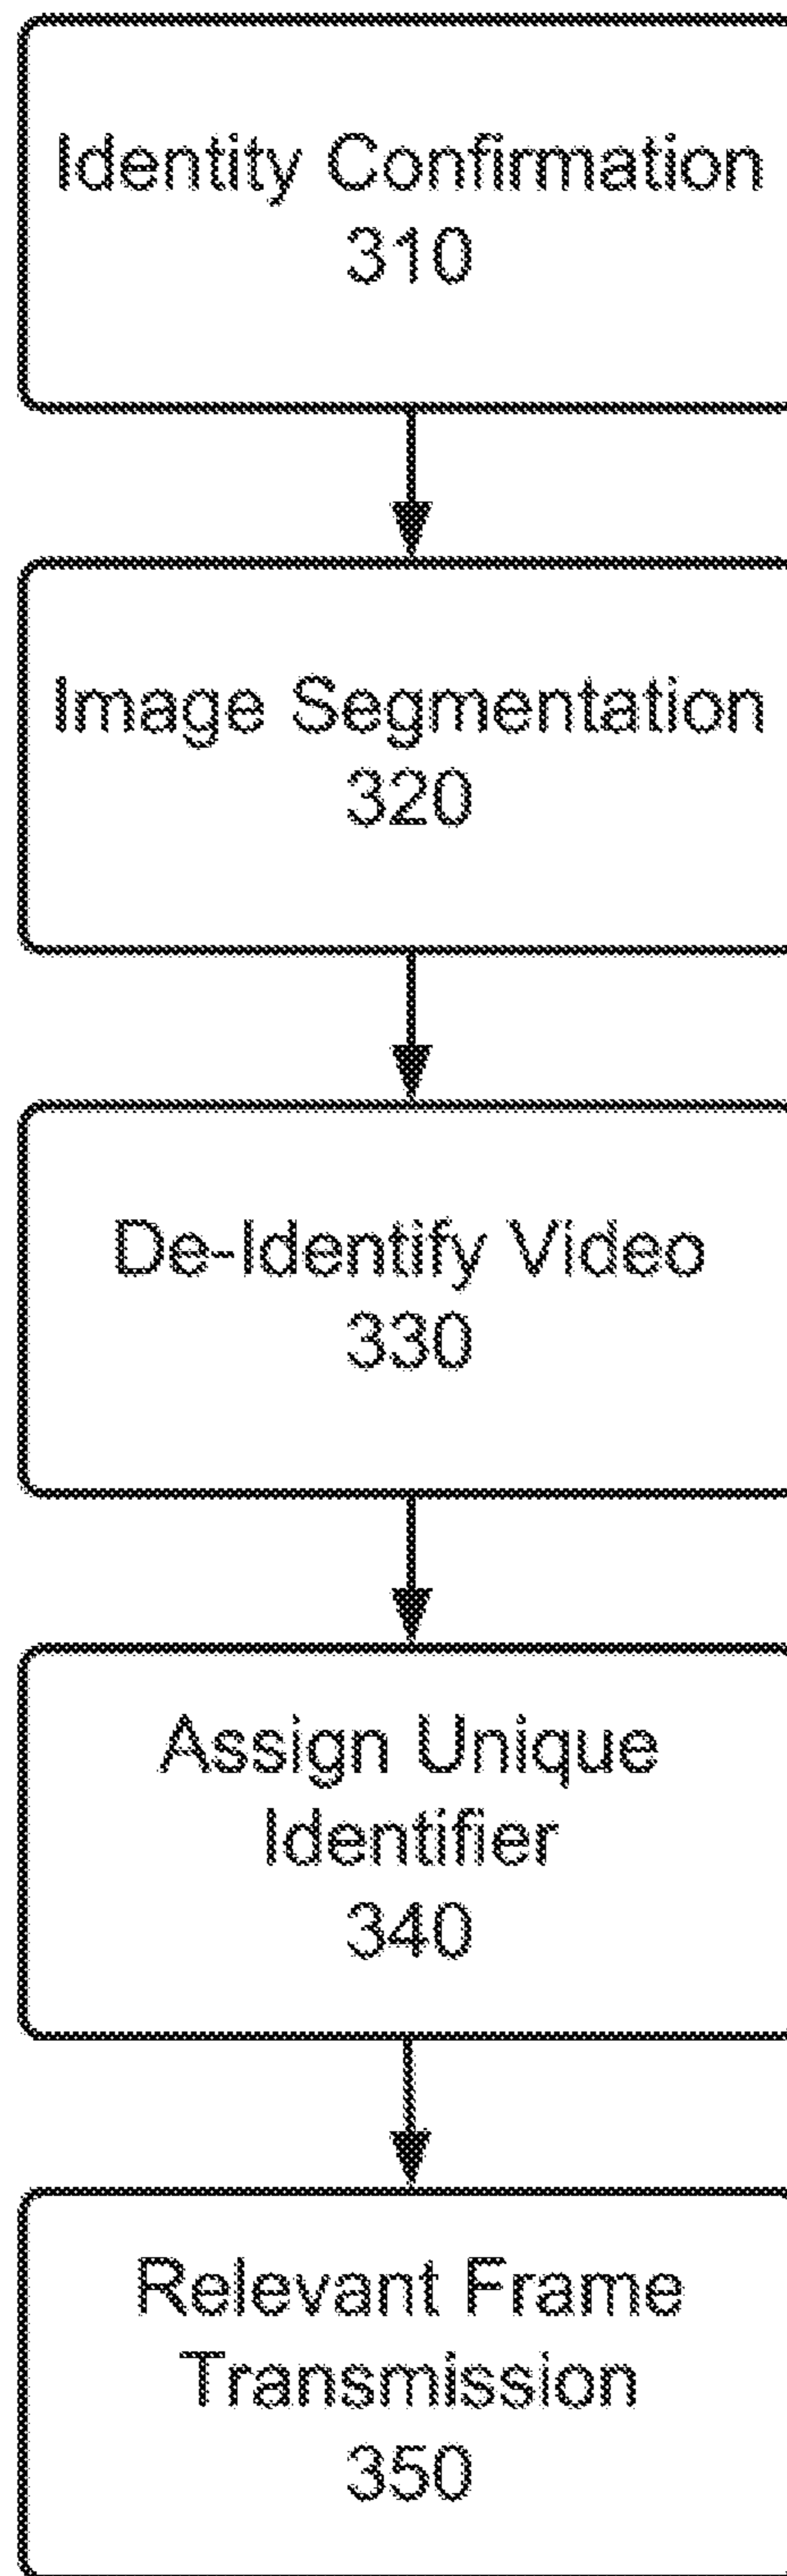 Identity Confirmation
310
Image Segmentation
320
De-Identify Video
330
Assign Unique
Identifier
340
Relevant Frame
Transmission
350